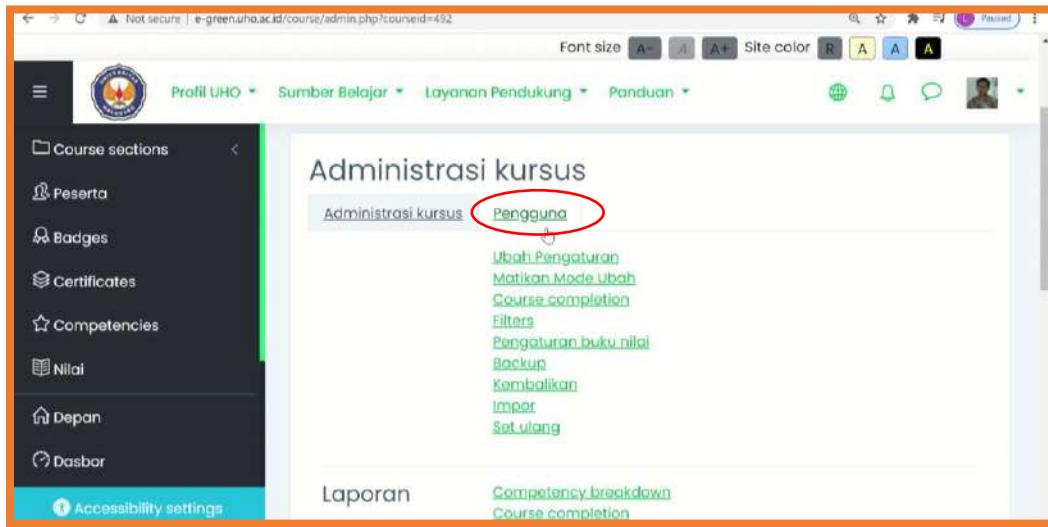 Not secure | e-green.uho.ac.id/course/admin.php?courseid=492
Paused
Font size A- A A+ Site color R A A A
Profil UHO Sumber Belajar Layanan Pendukung Panduan
Course sections
Peserta
Badges
Certificates
Competencies
Nilai
Depan
Dasbor
Accessibility settings
Administrasi kursus
Administrasi kursus Pengguna
Ubah Pengaturan
Matikan Mode Ubah
Course completion
Filters
Pengaturan buku nilai
Backup
Kembalikan
Impor
Set ulang
Laporan
Competency breakdown
Course completion